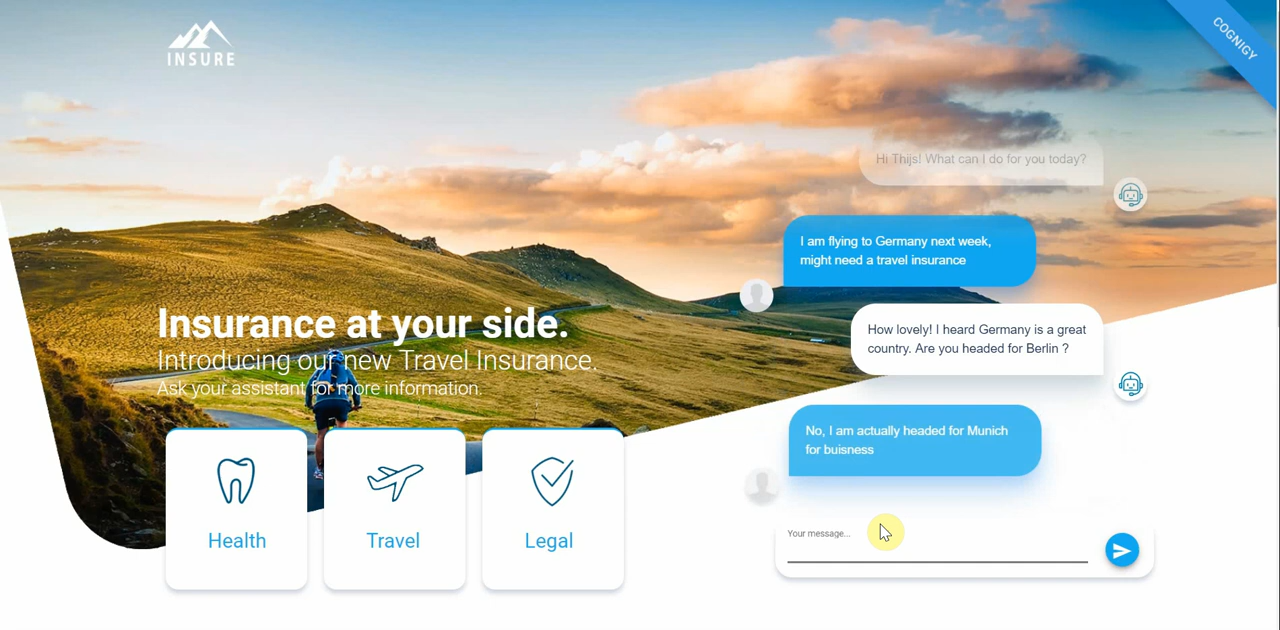 INSURE
COGNIGY
Hi Thijs! What can I do for you today?
I am flying to Germany next week,
might need a travel insurance
How lovely! I heard Germany is a great
country. Are you headed for Berlin ?
No, I am actually headed for Munich
for buisness
Your message...
Insurance at your side.
Introducing our new Travel Insurance.
Ask your assistant for more information.
Health
Travel
Legal